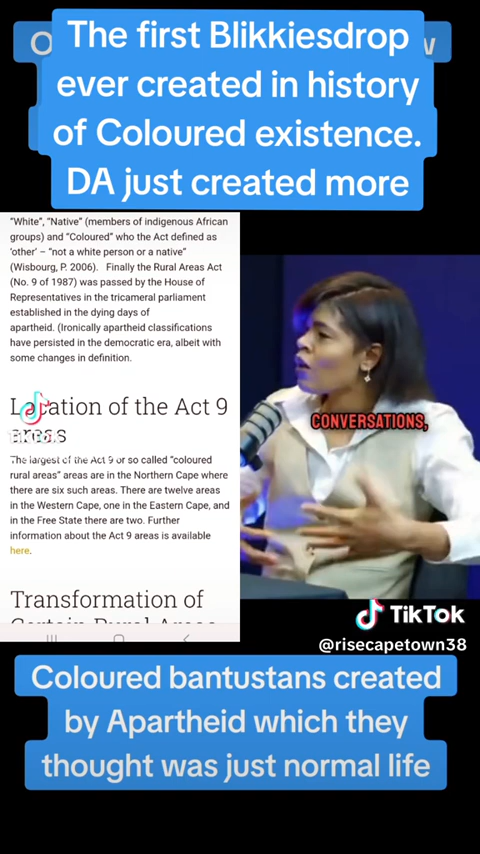 The first Blikkiesdrop
ever created in history
of Coloured existence.
DA just created more
"White", "Native" (members of indigenous African
groups) and "Coloured" who the Act defined as
'other' – "not a white person or a native"
(Wisbourg, P. 2006). Finally the Rural Areas Act
(No. 9 of 1987) was passed by the House of
Representatives in the tricameral parliament
established in the dying days of
apartheid. (Ironically apartheid classifications
have persisted in the democratic era, albeit with
some changes in definition.
Location of the Act 9
areas
The largest of the Act 9 or so called "coloured
rural areas" areas are in the Northern Cape where
there are six such areas. There are twelve areas
in the Western Cape, one in the Eastern Cape, and
in the Free State there are two. Further
information about the Act 9 areas is available
here.
Transformation of
CONVERSATIONS,
TikTok
@risecapetown38
Coloured bantustans created
by Apartheid which they
thought was just normal life